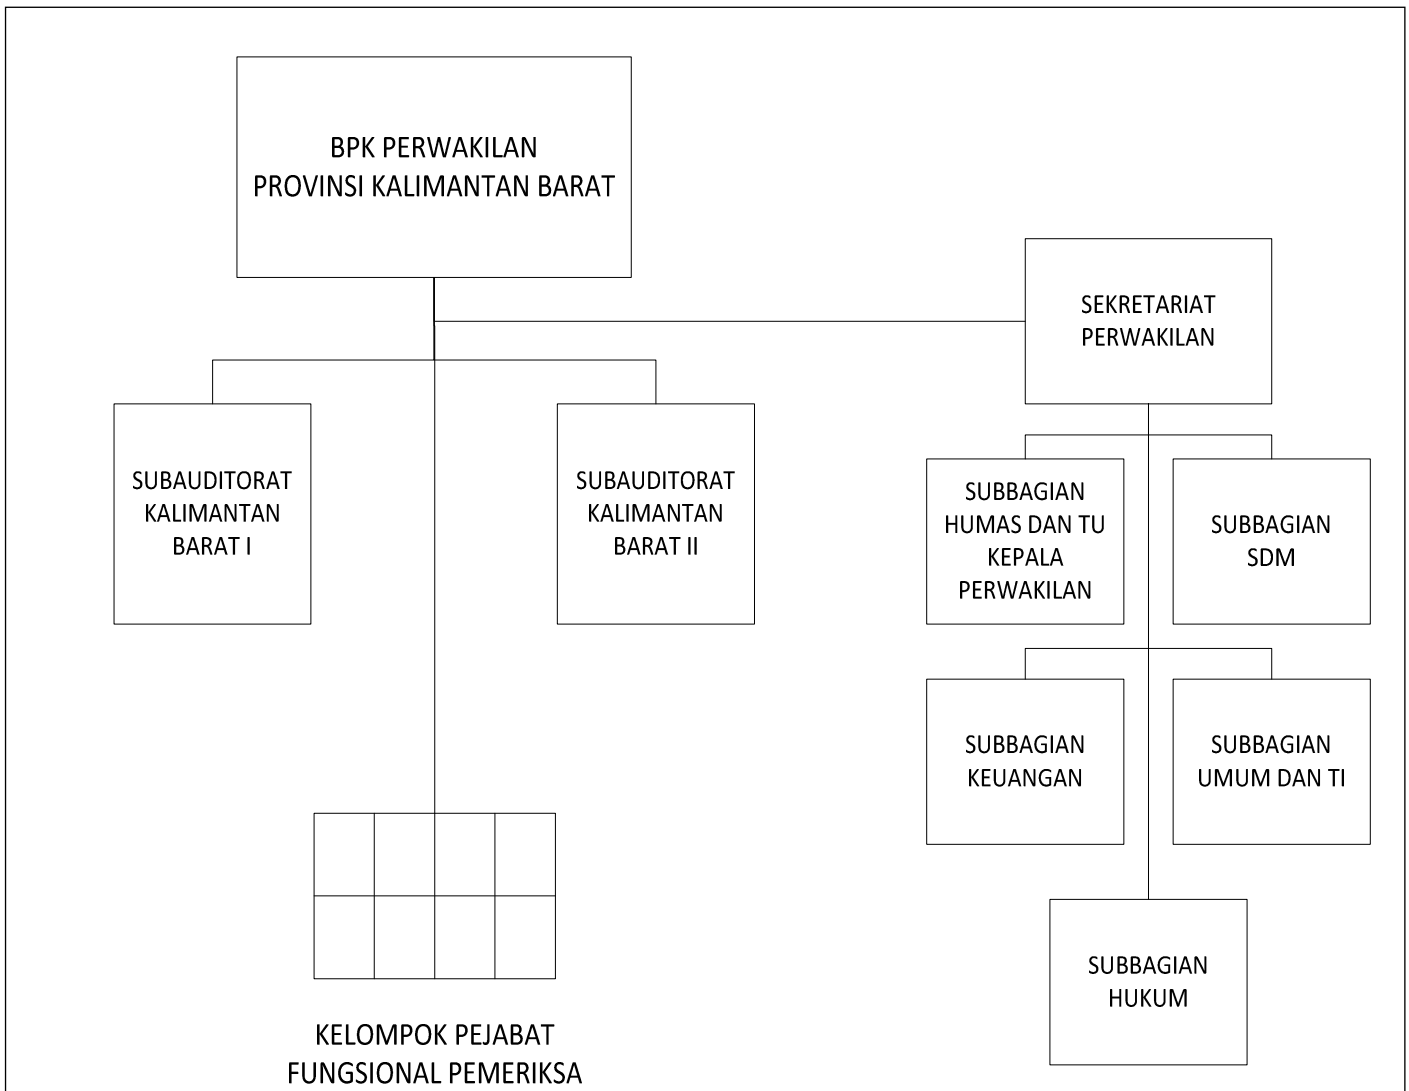 BPK PERWAKILAN
PROVINSI KALIMANTAN BARAT
SEKRETARIAT
PERWAKILAN
SUBAUDITORAT
KALIMANTAN
BARAT I
SUBAUDITORAT
KALIMANTAN
BARAT II
SUBBAGIAN
HUMAS DAN TU
KEPALA
PERWAKILAN
SUBBAGIAN
SDM
SUBBAGIAN
KEUANGAN
SUBBAGIAN
UMUM DAN TI
SUBBAGIAN
HUKUM
KELOMPOK PEJABAT
FUNGSIONAL PEMERIKSA